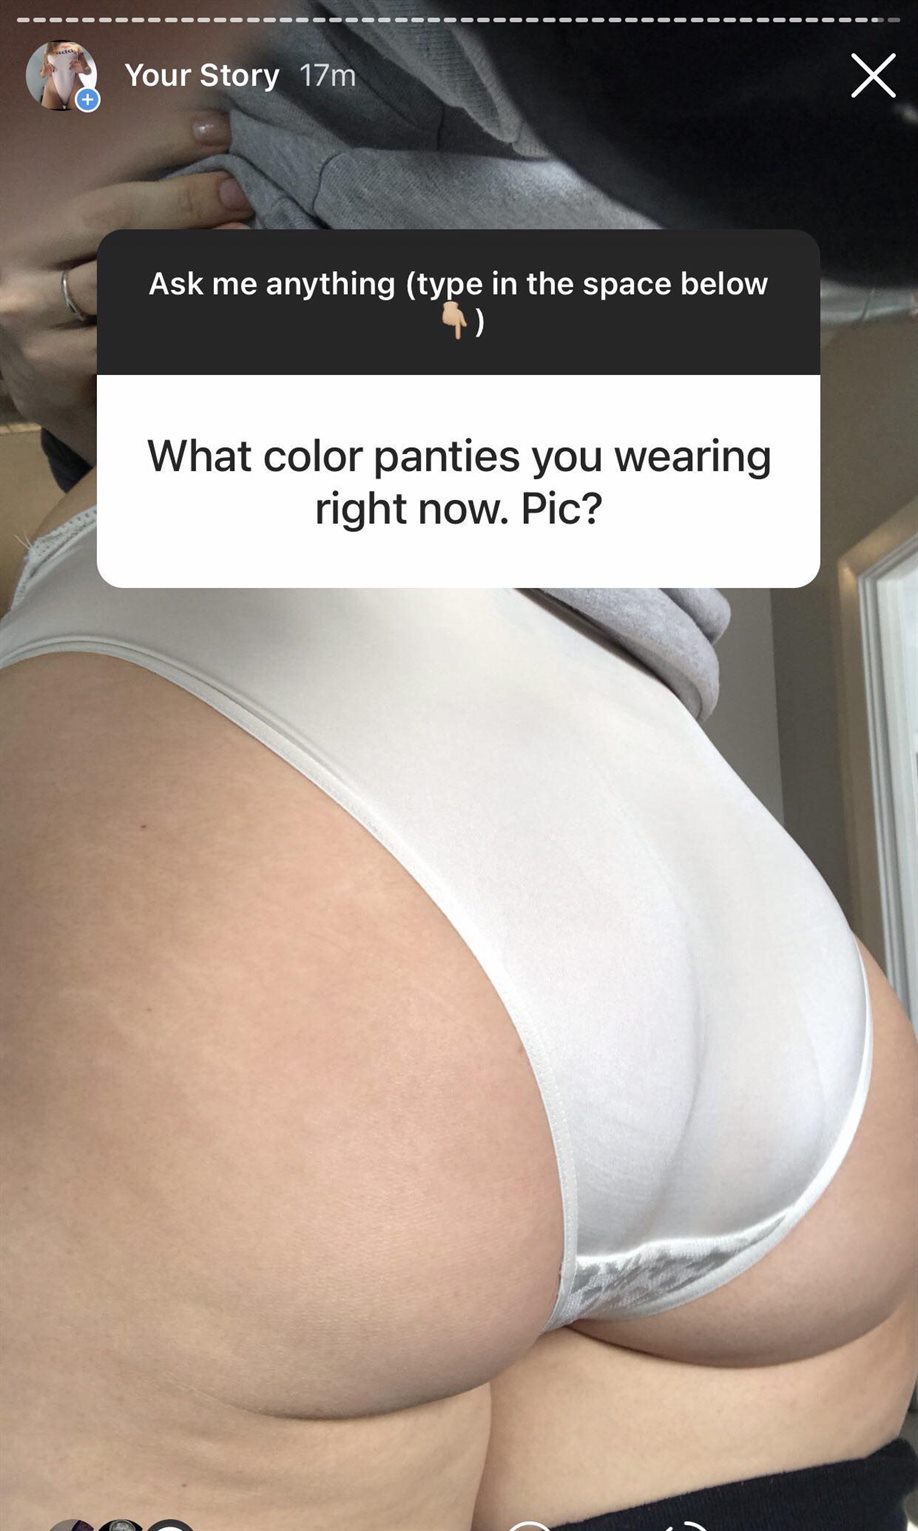 Your Story 17m
Ask me anything (type in the space below
👇🏼)
What color panties you wearing
right now. Pic?